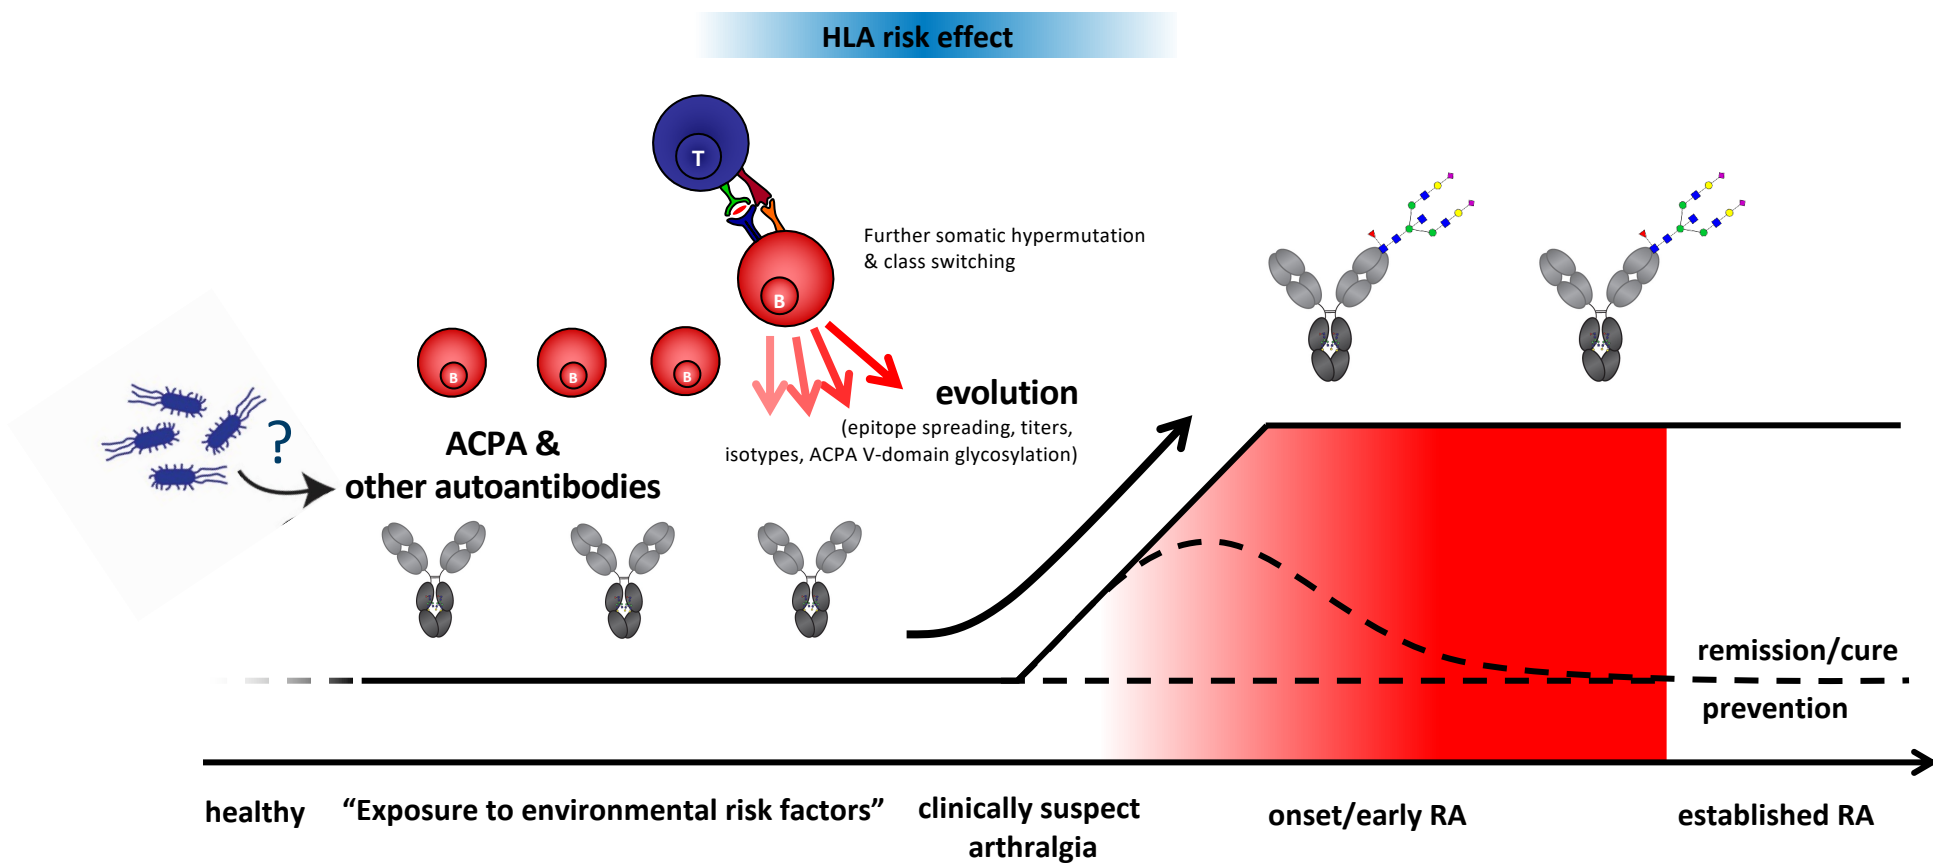 HLA risk effect
T
B
Further somatic hypermutation
& class switching
B
B
B
evolution
(epitope spreading, titers,
isotypes, ACPA V-domain glycosylation)
?
ACPA &
other autoantibodies
remission/cure
prevention
healthy
“Exposure to environmental risk factors”
clinically suspect
arthralgia
onset/early RA
established RA